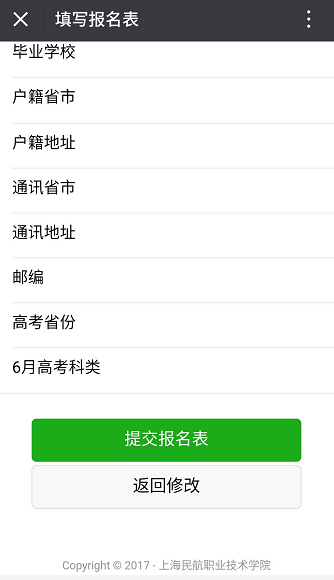 填写报名表
毕业学校
户籍省市
户籍地址
通讯省市
通讯地址
邮编
高考省份
6月高考科类
提交报名表
返回修改
Copyright © 2017 - 上海民航职业技术学院